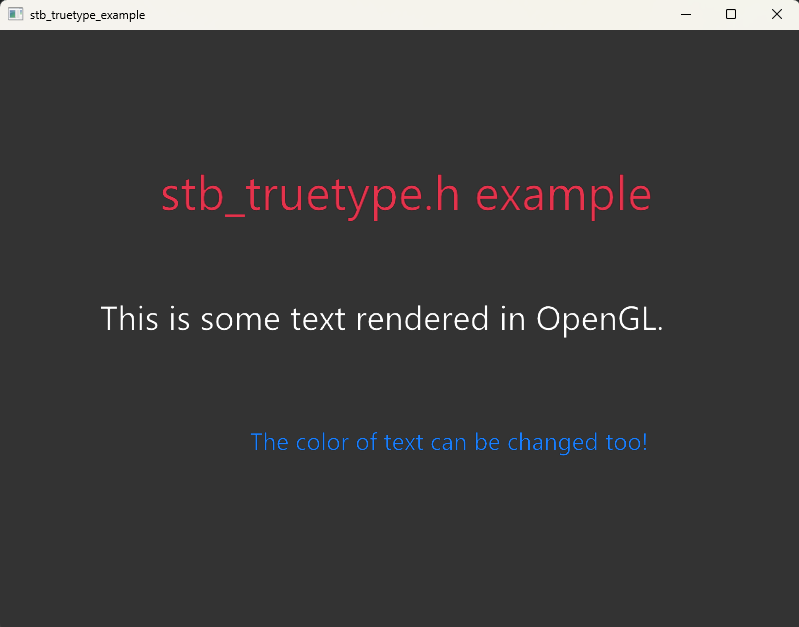 stb_truetype_example
stb_truetype.h example
This is some text rendered in OpenGL.
The color of text can be changed too!